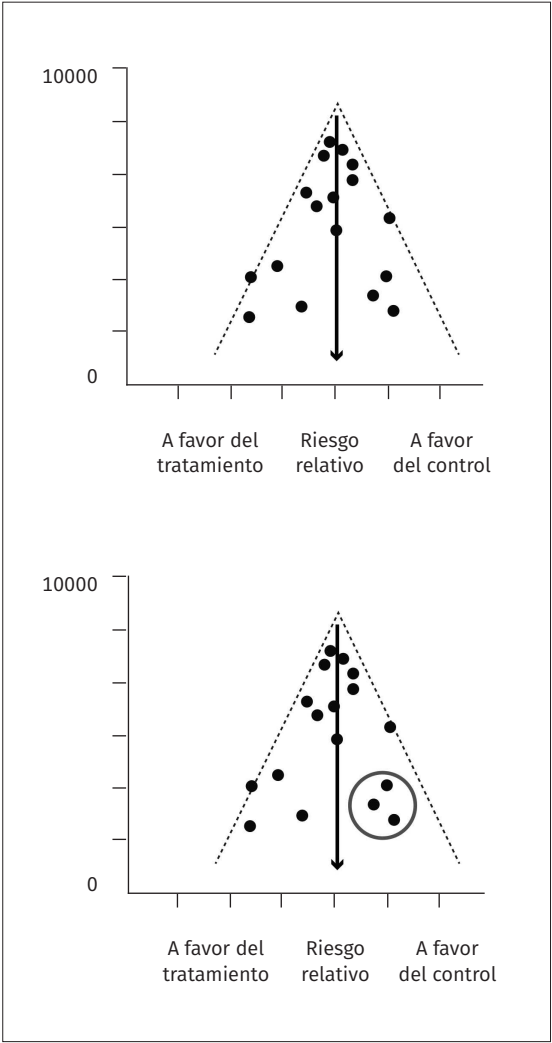 10000
0
A favor del
tratamiento
Riesgo
relativo
A favor
del control
10000
0
A favor del
tratamiento
Riesgo
relativo
A favor
del control